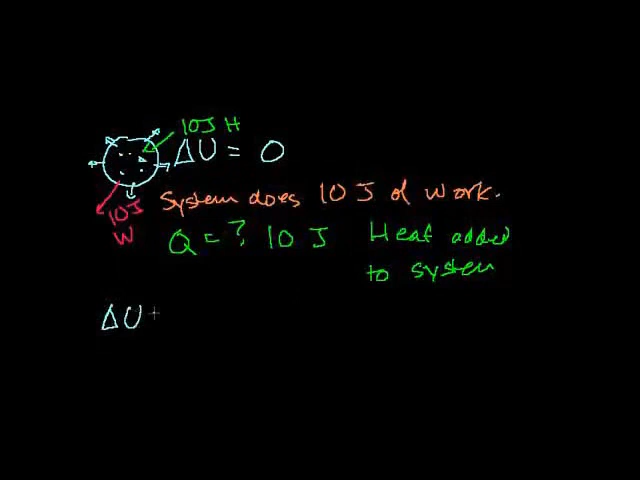 10J H
ΔU = 0
System does 10 J of work.
10J
W
Q = ? 10 J Heat added
to system
ΔU +